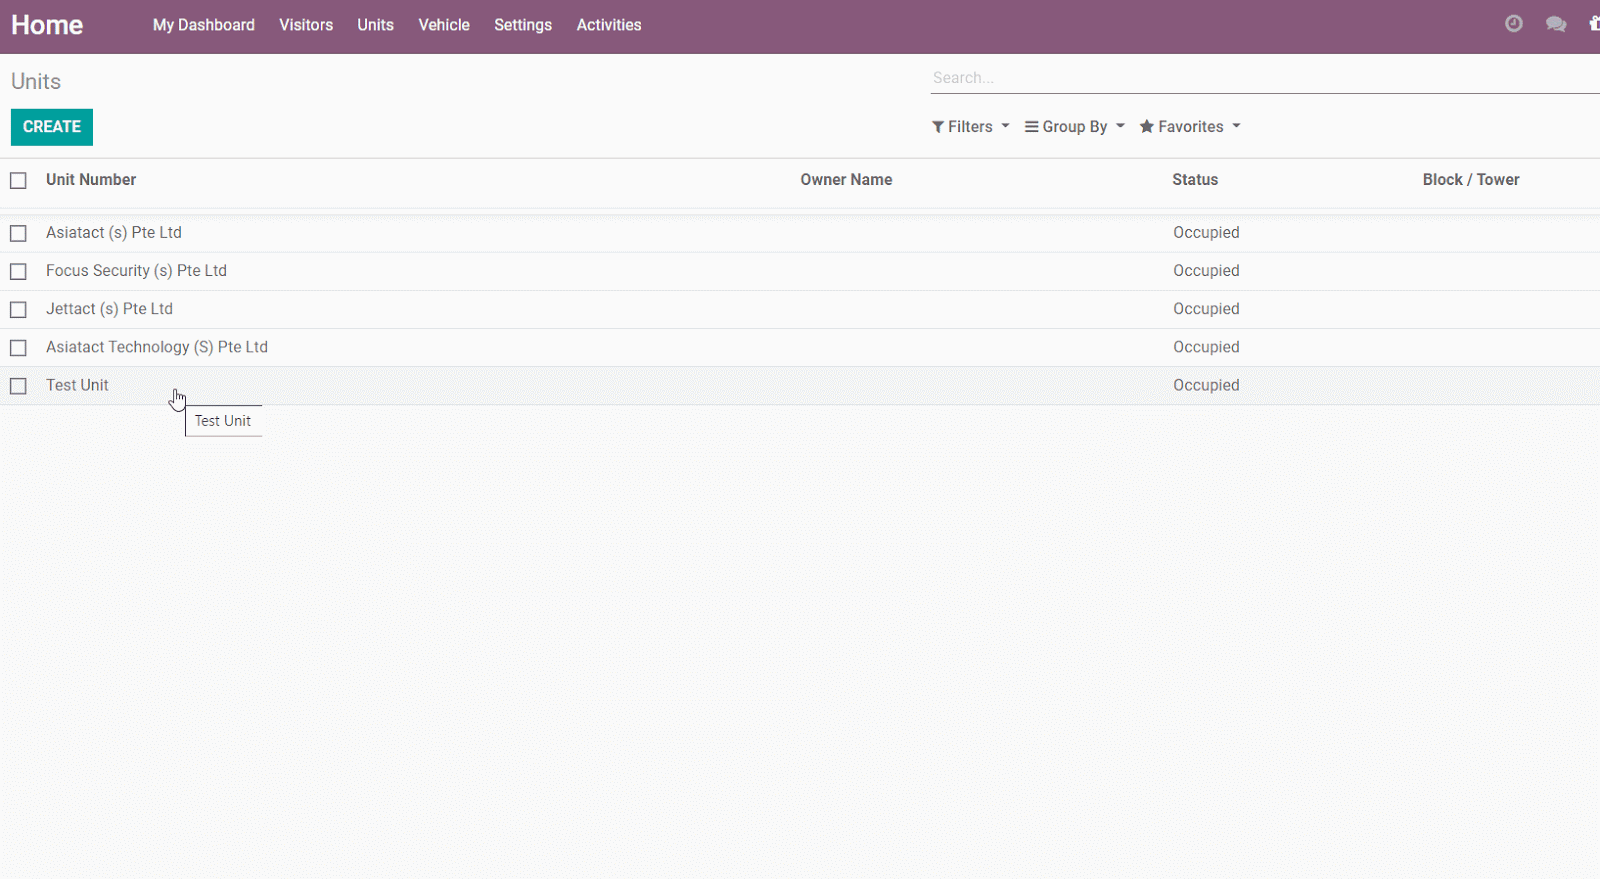 Home My Dashboard Visitors Units Vehicle Settings Activities
Units
Search...
CREATE
Filters Group By Favorites
Unit Number Owner Name Status Block / Tower
Asiatact (s) Pte Ltd Occupied
Focus Security (s) Pte Ltd Occupied
Jettact (s) Pte Ltd Occupied
Asiatact Technology (S) Pte Ltd Occupied
Test Unit Occupied
Test Unit